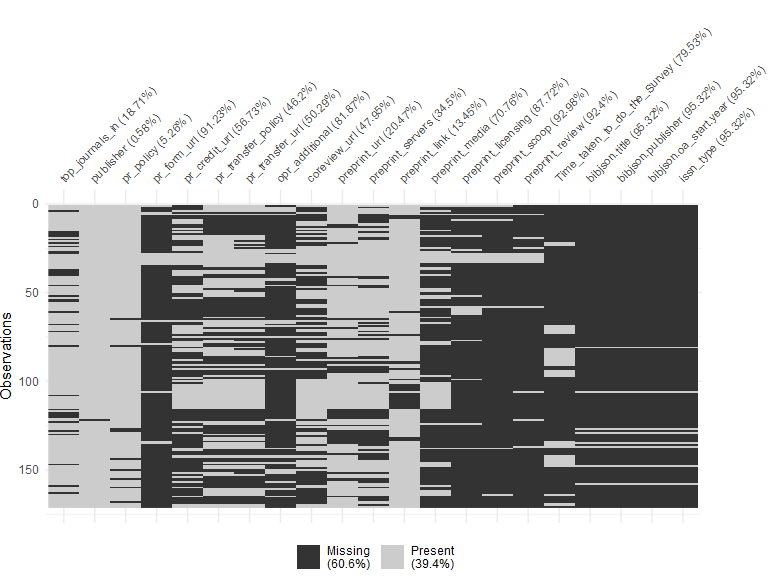 top_journals_in (18.71%)
publisher (0.58%)
pr_policy (5.26%)
pr_form_url (91.23%)
pr_credit_url (56.73%)
pr_transfer_policy (46.2%)
pr_transfer_url (50.29%)
opr_additional (81.87%)
coreview_url (47.95%)
preprint_url (20.47%)
preprint_servers (34.5%)
preprint_link (13.45%)
preprint_media (70.76%)
preprint_licensing (87.72%)
preprint_scoop (92.98%)
preprint_review (92.4%)
Time_taken_to_do_the_Survey (79.53%)
bibjson.title (95.32%)
bibjson.publisher (95.32%)
bibjson.oa_start.year (95.32%)
issn_type (95.32%)
0
50
100
150
Observations
Missing
(60.6%)
Present
(39.4%)